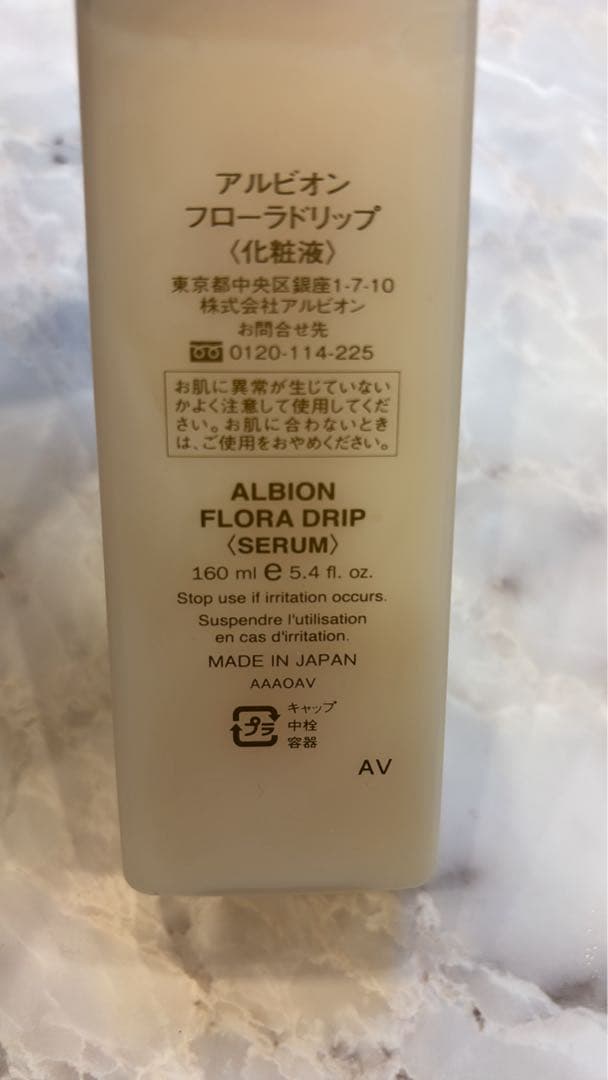 アルビオン
フローラドリップ
〈化粧液〉
東京都中央区銀座1-7-10
株式会社アルビオン
お問合せ先
0120-114-225
お肌に異常が生じていない
かよく注意して使用してくだ
さい。お肌に合わないとき
は、ご使用をおやめください。
ALBION
FLORA DRIP
〈SERUM〉
160 ml e 5.4 fl. oz.
Stop use if irritation occurs.
Suspendre l'utilisation
en cas d'irritation.
MADE IN JAPAN
AAAOAV
プラ
キャップ
中栓
容器
AV